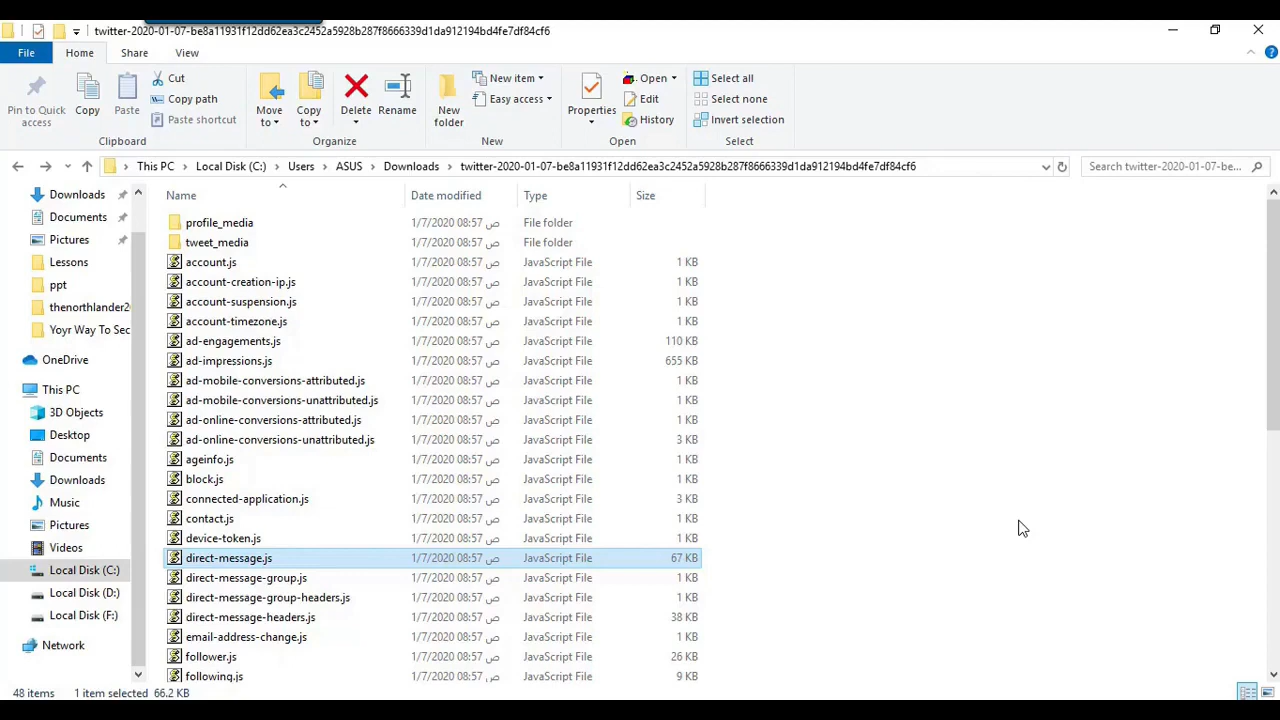 twitter-2020-01-07-be8a11931f12dd62ea3c2452a5928b287f8666339d1da912194bd4fe7df84cf6
File Home Share View
Pin to Quick access
Copy
Paste
Cut
Copy path
Paste shortcut
Clipboard
Move to
Copy to
Delete
Rename
Organize
New folder
New item
Easy access
New
Properties
Open
Edit
History
Open
Select all
Select none
Invert selection
Select
This PC Local Disk (C:) Users ASUS Downloads twitter-2020-01-07-be8a11931f12dd62ea3c2452a5928b287f8666339d1da912194bd4fe7df84cf6
Search twitter-2020-01-07-be...
Downloads
Documents
Pictures
Lessons
ppt
thenorthlander2
Yoyr Way To Sec
OneDrive
This PC
3D Objects
Desktop
Documents
Downloads
Music
Pictures
Videos
Local Disk (C:)
Local Disk (D:)
Local Disk (F:)
Network
Name Date modified Type Size
profile_media 1/7/2020 08:57 ص File folder
tweet_media 1/7/2020 08:57 ص File folder
account.js 1/7/2020 08:57 ص JavaScript File 1 KB
account-creation-ip.js 1/7/2020 08:57 ص JavaScript File 1 KB
account-suspension.js 1/7/2020 08:57 ص JavaScript File 1 KB
account-timezone.js 1/7/2020 08:57 ص JavaScript File 1 KB
ad-engagements.js 1/7/2020 08:57 ص JavaScript File 110 KB
ad-impressions.js 1/7/2020 08:57 ص JavaScript File 655 KB
ad-mobile-conversions-attributed.js 1/7/2020 08:57 ص JavaScript File 1 KB
ad-mobile-conversions-unattributed.js 1/7/2020 08:57 ص JavaScript File 1 KB
ad-online-conversions-attributed.js 1/7/2020 08:57 ص JavaScript File 1 KB
ad-online-conversions-unattributed.js 1/7/2020 08:57 ص JavaScript File 3 KB
ageinfo.js 1/7/2020 08:57 ص JavaScript File 1 KB
block.js 1/7/2020 08:57 ص JavaScript File 1 KB
connected-application.js 1/7/2020 08:57 ص JavaScript File 3 KB
contact.js 1/7/2020 08:57 ص JavaScript File 1 KB
device-token.js 1/7/2020 08:57 ص JavaScript File 1 KB
direct-message.js 1/7/2020 08:57 ص JavaScript File 67 KB
direct-message-group.js 1/7/2020 08:57 ص JavaScript File 1 KB
direct-message-group-headers.js 1/7/2020 08:57 ص JavaScript File 1 KB
direct-message-headers.js 1/7/2020 08:57 ص JavaScript File 38 KB
email-address-change.js 1/7/2020 08:57 ص JavaScript File 1 KB
follower.js 1/7/2020 08:57 ص JavaScript File 26 KB
following.js 1/7/2020 08:57 ص JavaScript File 9 KB
48 items 1 item selected 66.2 KB